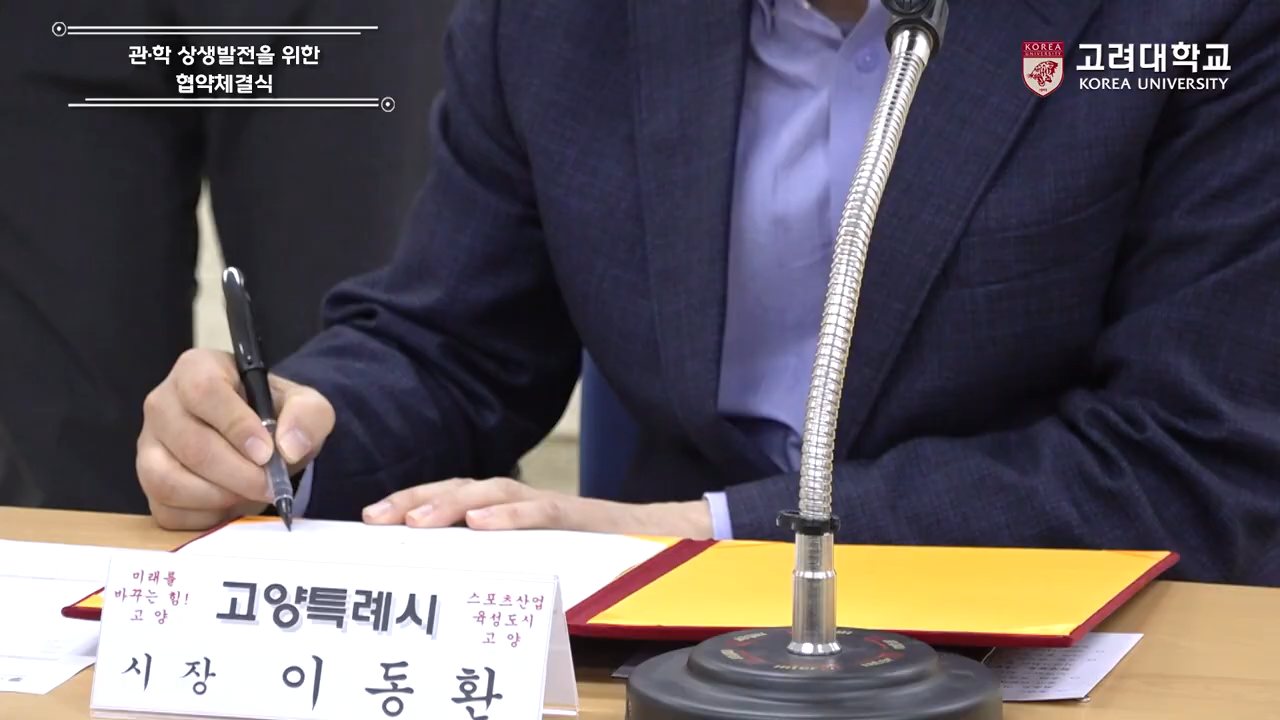 관·학 상생발전을 위한
협약체결식
KOREA
UNIVERSITY
고려대학교
KOREA UNIVERSITY
미래를
바꾸는 힘!
고양
고양특례시
스포츠산업
육성도시
고양
시장 이동환
inter